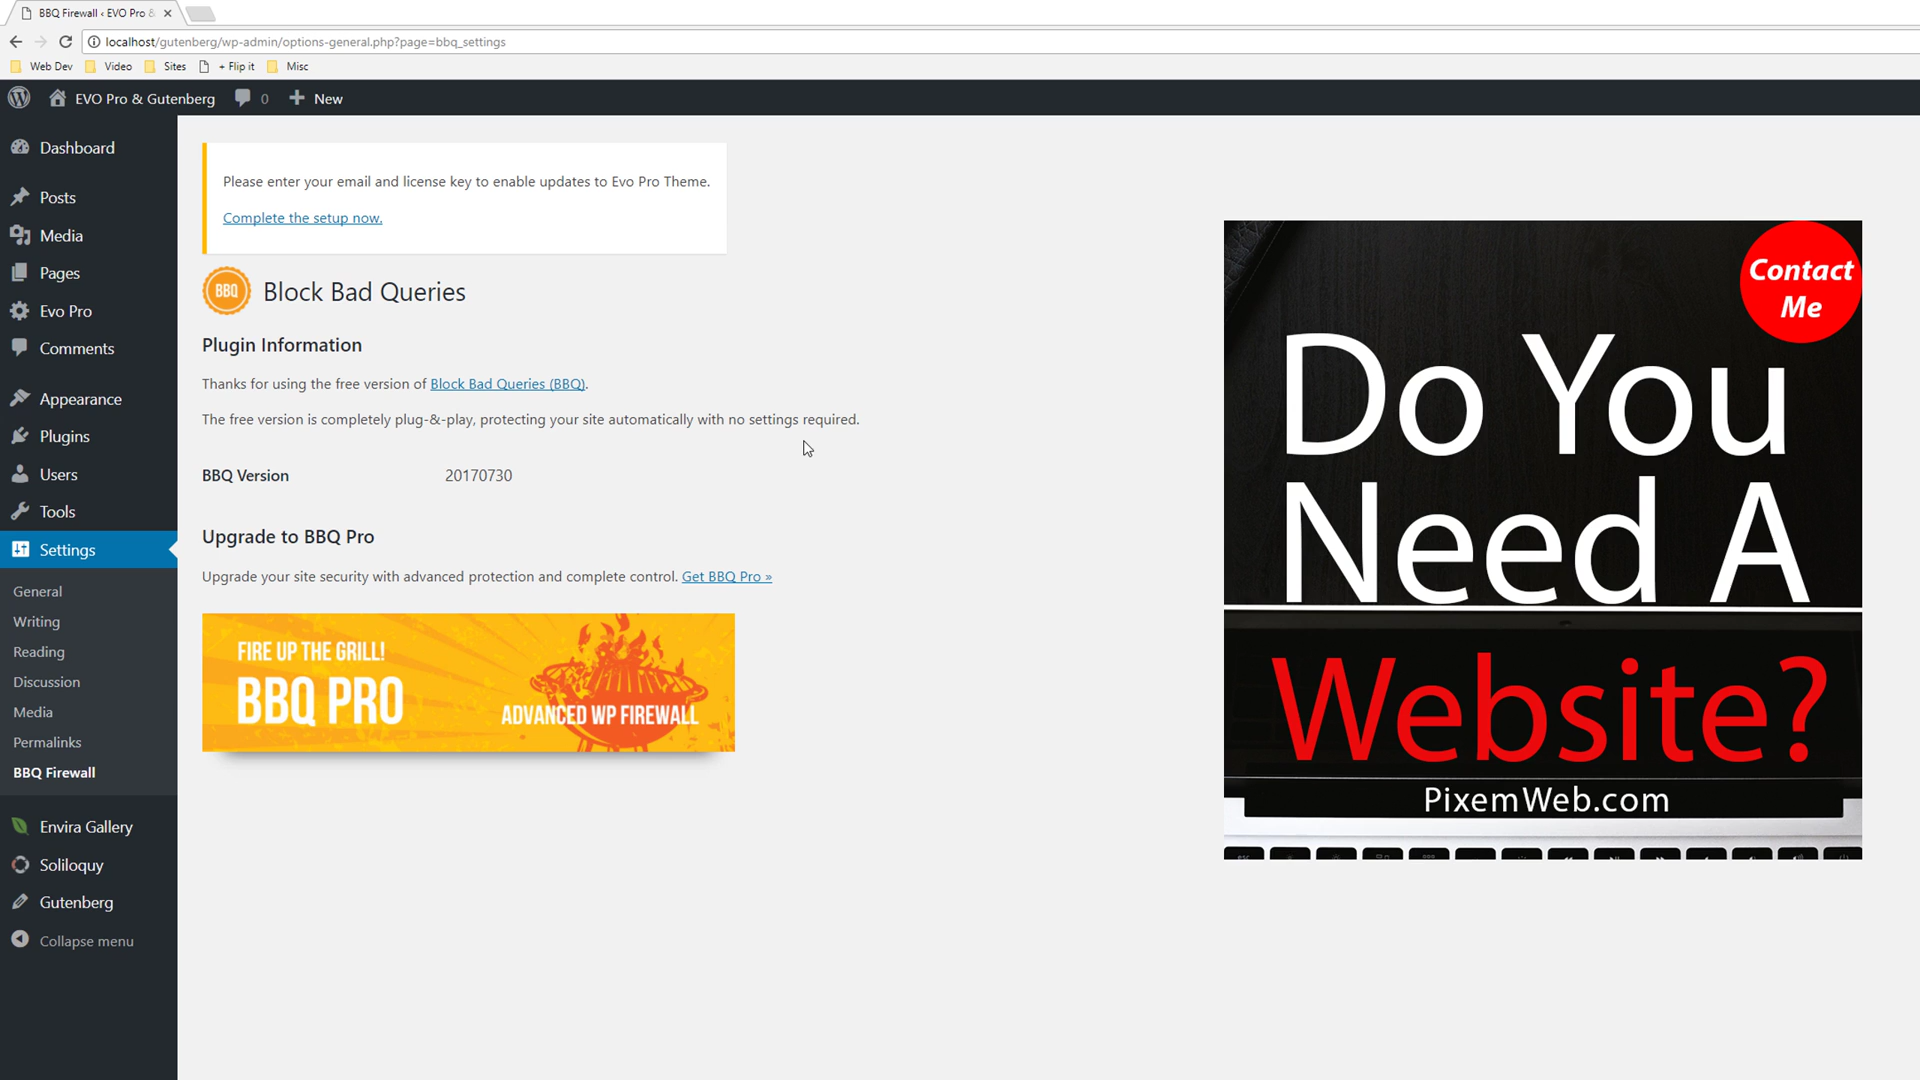 BBQ Firewall ‹ EVO Pro &
localhost/gutenberg/wp-admin/options-general.php?page=bbq_settings
Web Dev
Video
Sites
+ Flip it
Misc
EVO Pro & Gutenberg
0
New
Dashboard
Posts
Media
Pages
Evo Pro
Comments
Appearance
Plugins
Users
Tools
Settings
General
Writing
Reading
Discussion
Media
Permalinks
BBQ Firewall
Envira Gallery
Soliloquy
Gutenberg
Collapse menu
Please enter your email and license key to enable updates to Evo Pro Theme.
Complete the setup now.
BBQ
Block Bad Queries
Plugin Information
Thanks for using the free version of Block Bad Queries (BBQ).
The free version is completely plug-&-play, protecting your site automatically with no settings required.
BBQ Version
20170730
Upgrade to BBQ Pro
Upgrade your site security with advanced protection and complete control. Get BBQ Pro »
FIRE UP THE GRILL!
BBQ PRO
ADVANCED WP FIREWALL
Contact
Me
Do You
Need A
Website?
PixemWeb.com